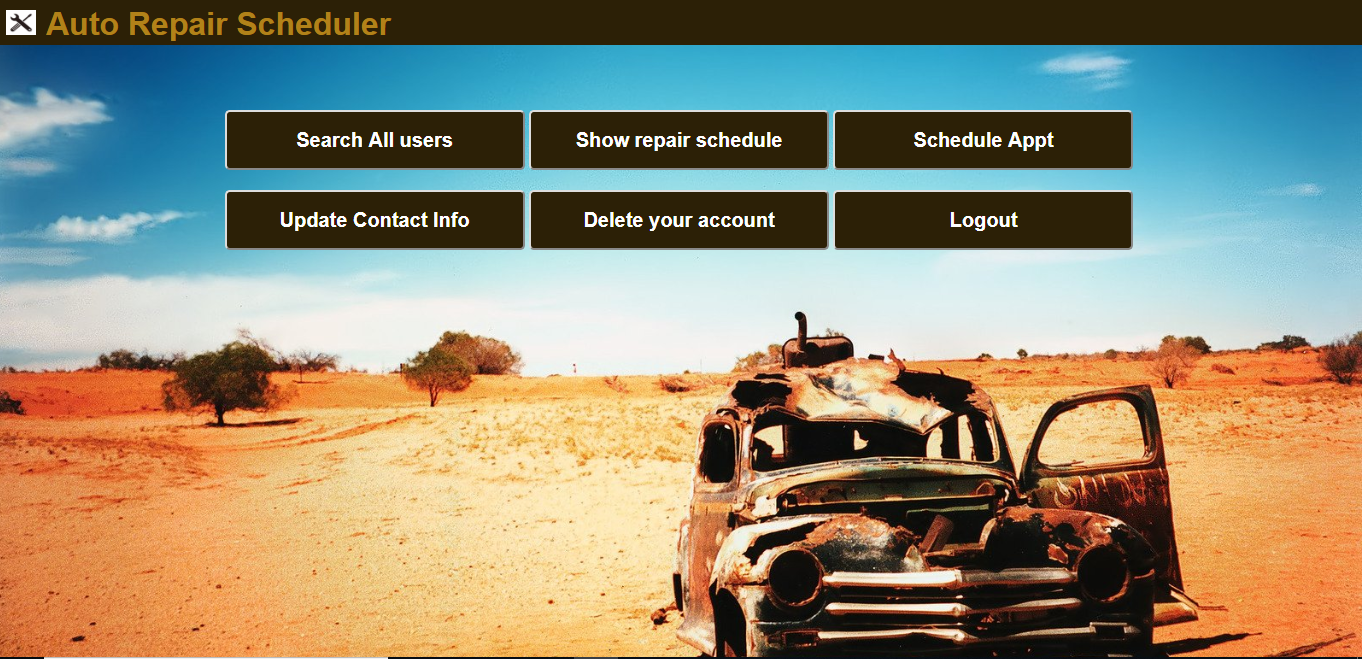 Auto Repair Scheduler
Search All users
Show repair schedule
Schedule Appt
Update Contact Info
Delete your account
Logout